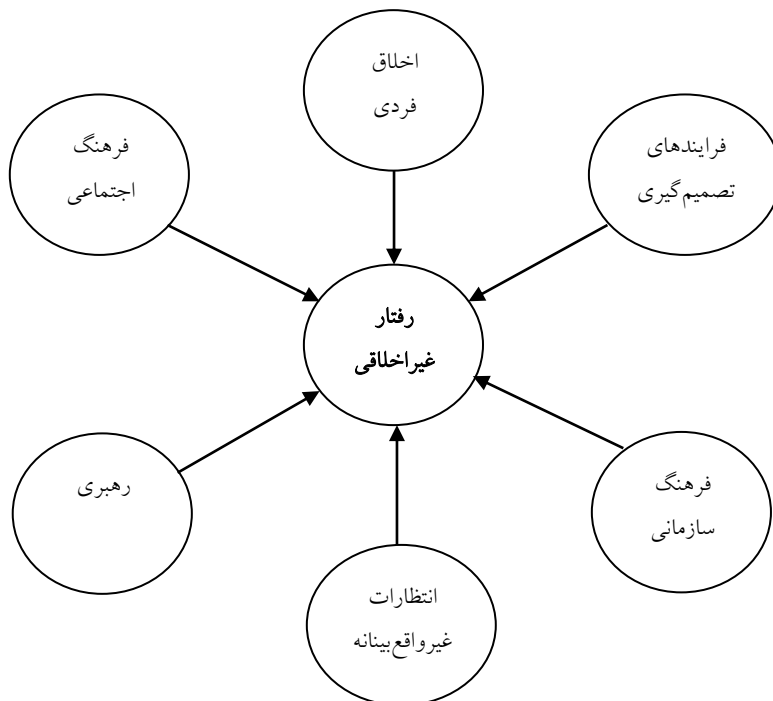 اخلاق
فردی
فرایندهای
تصمیم‌گیری
فرهنگ
اجتماعی
رفتار
غیراخلاقی
فرهنگ
سازمانی
رهبری
انتظارات
غیرواقع‌بینانه